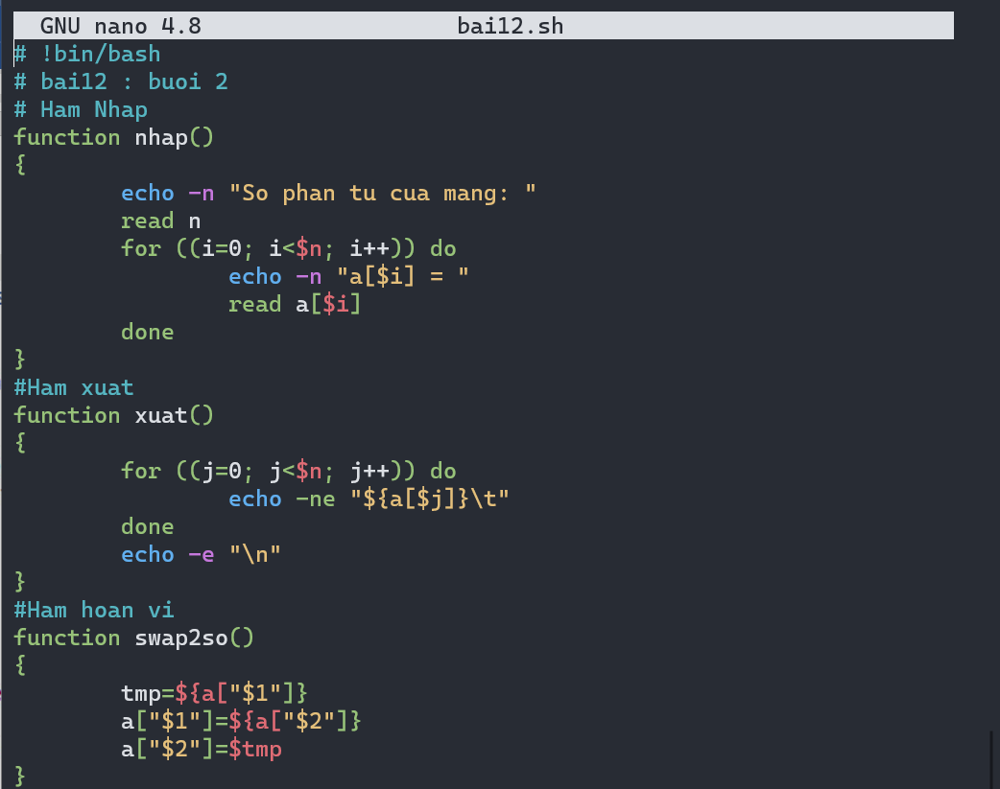 GNU nano 4.8 bai12.sh
# !bin/bash
# bai12 : buoi 2
# Ham Nhap
function nhap()
{
        echo -n "So phan tu cua mang: "
        read n
        for ((i=0; i<$n; i++)) do
                echo -n "a[$i] = "
                read a[$i]
        done
}
#Ham xuat
function xuat()
{
        for ((j=0; j<$n; j++)) do
                echo -ne "${a[$j]}\t"
        done
        echo -e "\n"
}
#Ham hoan vi
function swap2so()
{
        tmp=${a["$1"]}
        a["$1"]=${a["$2"]}
        a["$2"]=$tmp
}